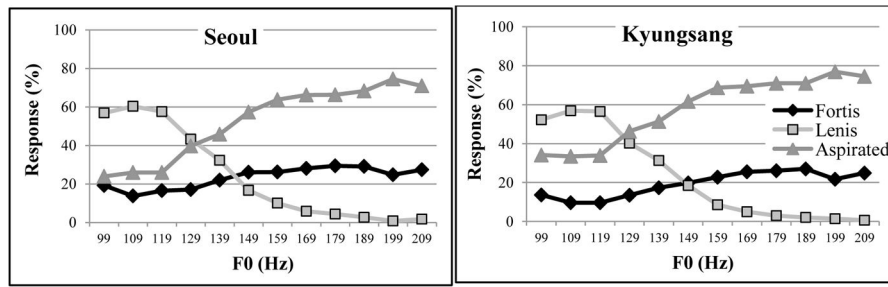 Seoul
Response (%)
100
80
60
40
20
0
99 109 119 129 139 149 159 169 179 189 199 209
F0 (Hz)
Kyungsang
Response (%)
100
80
60
40
20
0
Fortis
Lenis
Aspirated
99 109 119 129 139 149 159 169 179 189 199 209
F0 (Hz)